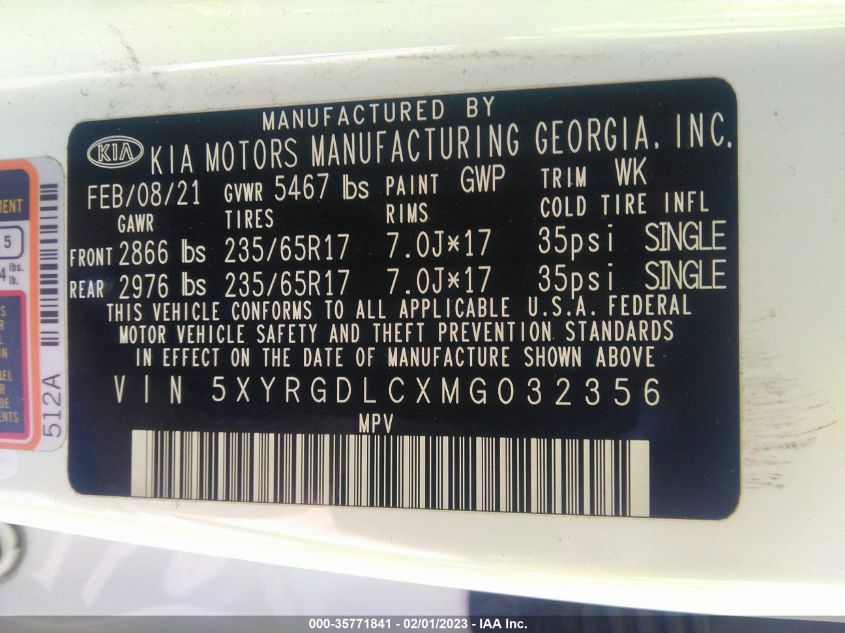 MANUFACTURED BY
KIA KIA MOTORS MANUFACTURING GEORGIA, INC.
FEB/08/21 GVWR 5467 lbs PAINT GWP TRIM WK
GAWR TIRES RIMS COLD TIRE INFL
FRONT 2866 lbs 235/65R17 7.0J*17 35psi SINGLE
REAR 2976 lbs 235/65R17 7.0J*17 35psi SINGLE
THIS VEHICLE CONFORMS TO ALL APPLICABLE U.S.A. FEDERAL
MOTOR VEHICLE SAFETY AND THEFT PREVENTION STANDARDS
IN EFFECT ON THE DATE OF MANUFACTURE SHOWN ABOVE
VIN 5XYRGDLCXMG032356
MPV
5
lbs.
lb.
512A
000-35771841 - 02/01/2023 - IAA Inc.